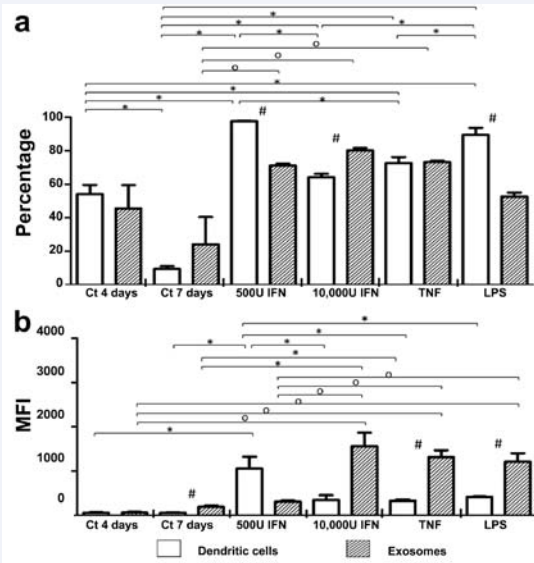 a
Percentage
100
80
60
40
20
0
Ct 4 days Ct 7 days 500U IFN 10,000U IFN TNF LPS
# # #
b
MFI
4000
3000
2000
1000
0
# # #
Ct 4 days Ct 7 days 500U IFN 10,000U IFN TNF LPS
Dendritic cells Exosomes